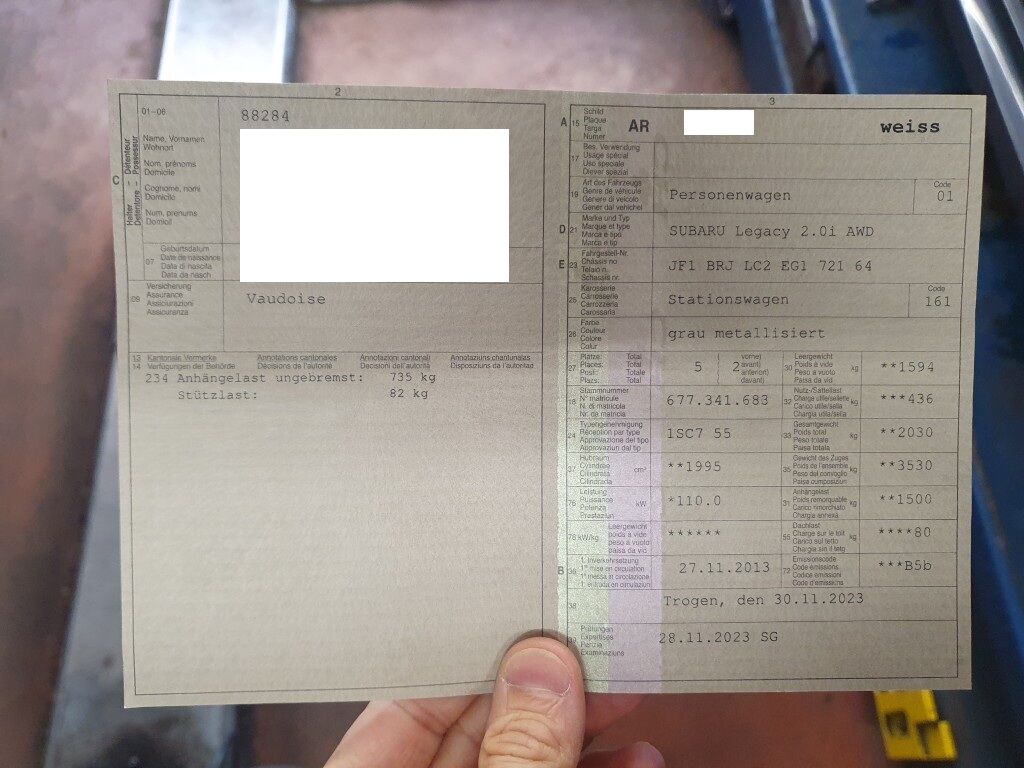 2
01-06
88284
C
Halter - Détenteur
Detentore - Possessur
Name, Vornamen
Wohnort
Nom, prénoms
Domicile
Cognome, nomi
Domicilio
Num, prenums
Domicil
07
Geburtsdatum
Date de naissance
Data di nascita
Data da nasch
09
Versicherung
Assurance
Assicurazioni
Assicuranza
Vaudoise
13
14
Kantonale Vermerke
Verfügungen der Behörde
Annotations cantonales
Décisions de l'autorité
Annotazioni cantonali
Decisioni dell'autorità
Annotaziuns chantunalas
Disposiziuns da l'autoritad
234 Anhängelast ungebremst: 735 kg
Stützlast: 82 kg
3
A
15
Schild
Plaque
Targa
Numer
AR
weiss
17
Bes. Verwendung
Usage spécial
Uso speciale
Diever spezial
19
Art des Fahrzeugs
Genre de véhicule
Genere di veicolo
Gener dal vehichel
Personenwagen
Code
01
D
21
Marke und Typ
Marque et type
Marca e tipo
Marca e tip
SUBARU Legacy 2.0i AWD
E
23
Fahrgestell-Nr.
Châssis no
Telaio n.
Schassis nr.
JF1 BRJ LC2 EG1 721 64
25
Karosserie
Carrosserie
Carrozzeria
Carossaria
Stationswagen
Code
161
26
Farbe
Couleur
Colore
Calur
grau metallisiert
27
Plätze: Total
Places: Total
Posti: Totale
Plazs: Total
5
2
vorne)
avant)
anteriori)
davant)
30
Leergewicht
Poids à vide
Peso a vuoto
Paisa da vid
kg
**1594
18
Stammnummer
N° matricule
N. di matricola
Nr. da matricla
677.341.683
32
Nutz-/Sattellast
Charge utile/sellette
Carico utile/sella
Chargia utila/sella
kg
***436
24
Typengenehmigung
Réception par type
Approvazione del tipo
Approvaziun dal tip
1SC7 55
33
Gesamtgewicht
Poids total
Peso totale
Paisa totala
kg
**2030
37
Hubraum
Cylindrée
Cilindrata
Cilindrada
cm³
**1995
35
Gewicht des Zuges
Poids de l'ensemble
Peso del convoglio
Paisa cumposiziun
kg
**3530
76
Leistung
Puissance
Potenza
Prestaziun
kW
*110.0
31
Anhängelast
Poids remorquable
Carico rimorchiato
Chargia annexa
kg
**1500
78
kW/kg
Leergewicht
poids à vide
peso a vuoto
paisa da vid
******
55
Dachlast
Charge sur le toit
Carico sul tetto
Chargia sin il tetg
kg
****80
B
36
1. Inverkehrsetzung
1re mise en circulation
1a messa in circolazione
1. entrada en circulaziun
27.11.2013
72
Emissionscode
Code émissions
Codice emissioni
Code d'emissiuns
***B5b
38
Trogen, den 30.11.2023
39
Prüfungen
Expertises
Perizie
Examinaziuns
28.11.2023 SG